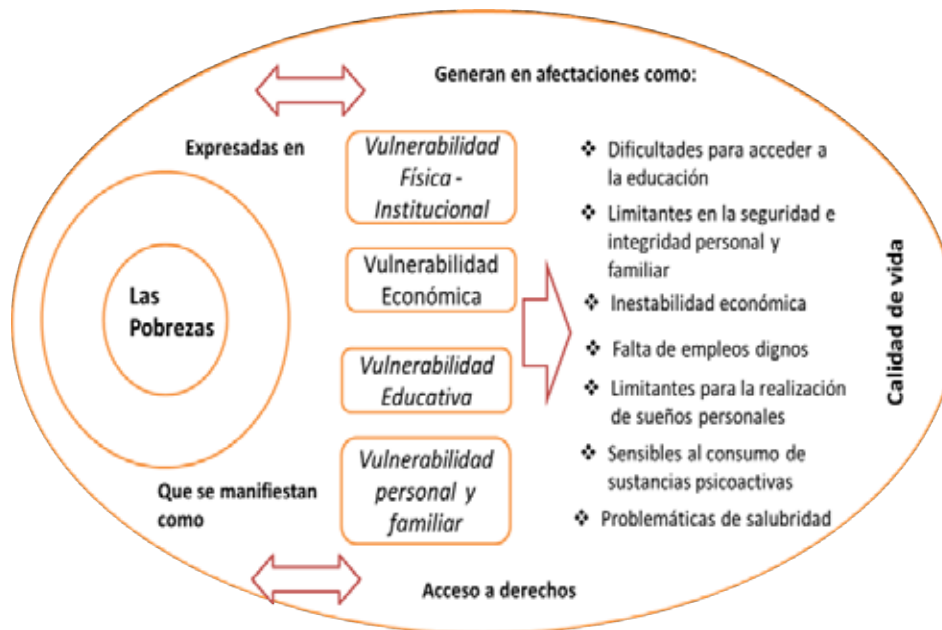 Generan en afectaciones como:
Expresadas en
Vulnerabilidad
Física -
Institucional
Vulnerabilidad
Económica
Vulnerabilidad
Educativa
Vulnerabilidad
personal y
familiar
Las
Pobrezas
Que se manifiestan
como
❖ Dificultades para acceder a
la educación
❖ Limitantes en la seguridad e
integridad personal y
familiar
❖ Inestabilidad económica
❖ Falta de empleos dignos
❖ Limitantes para la realización
de sueños personales
❖ Sensibles al consumo de
sustancias psicoactivas
❖ Problemáticas de salubridad
Calidad de vida
Acceso a derechos